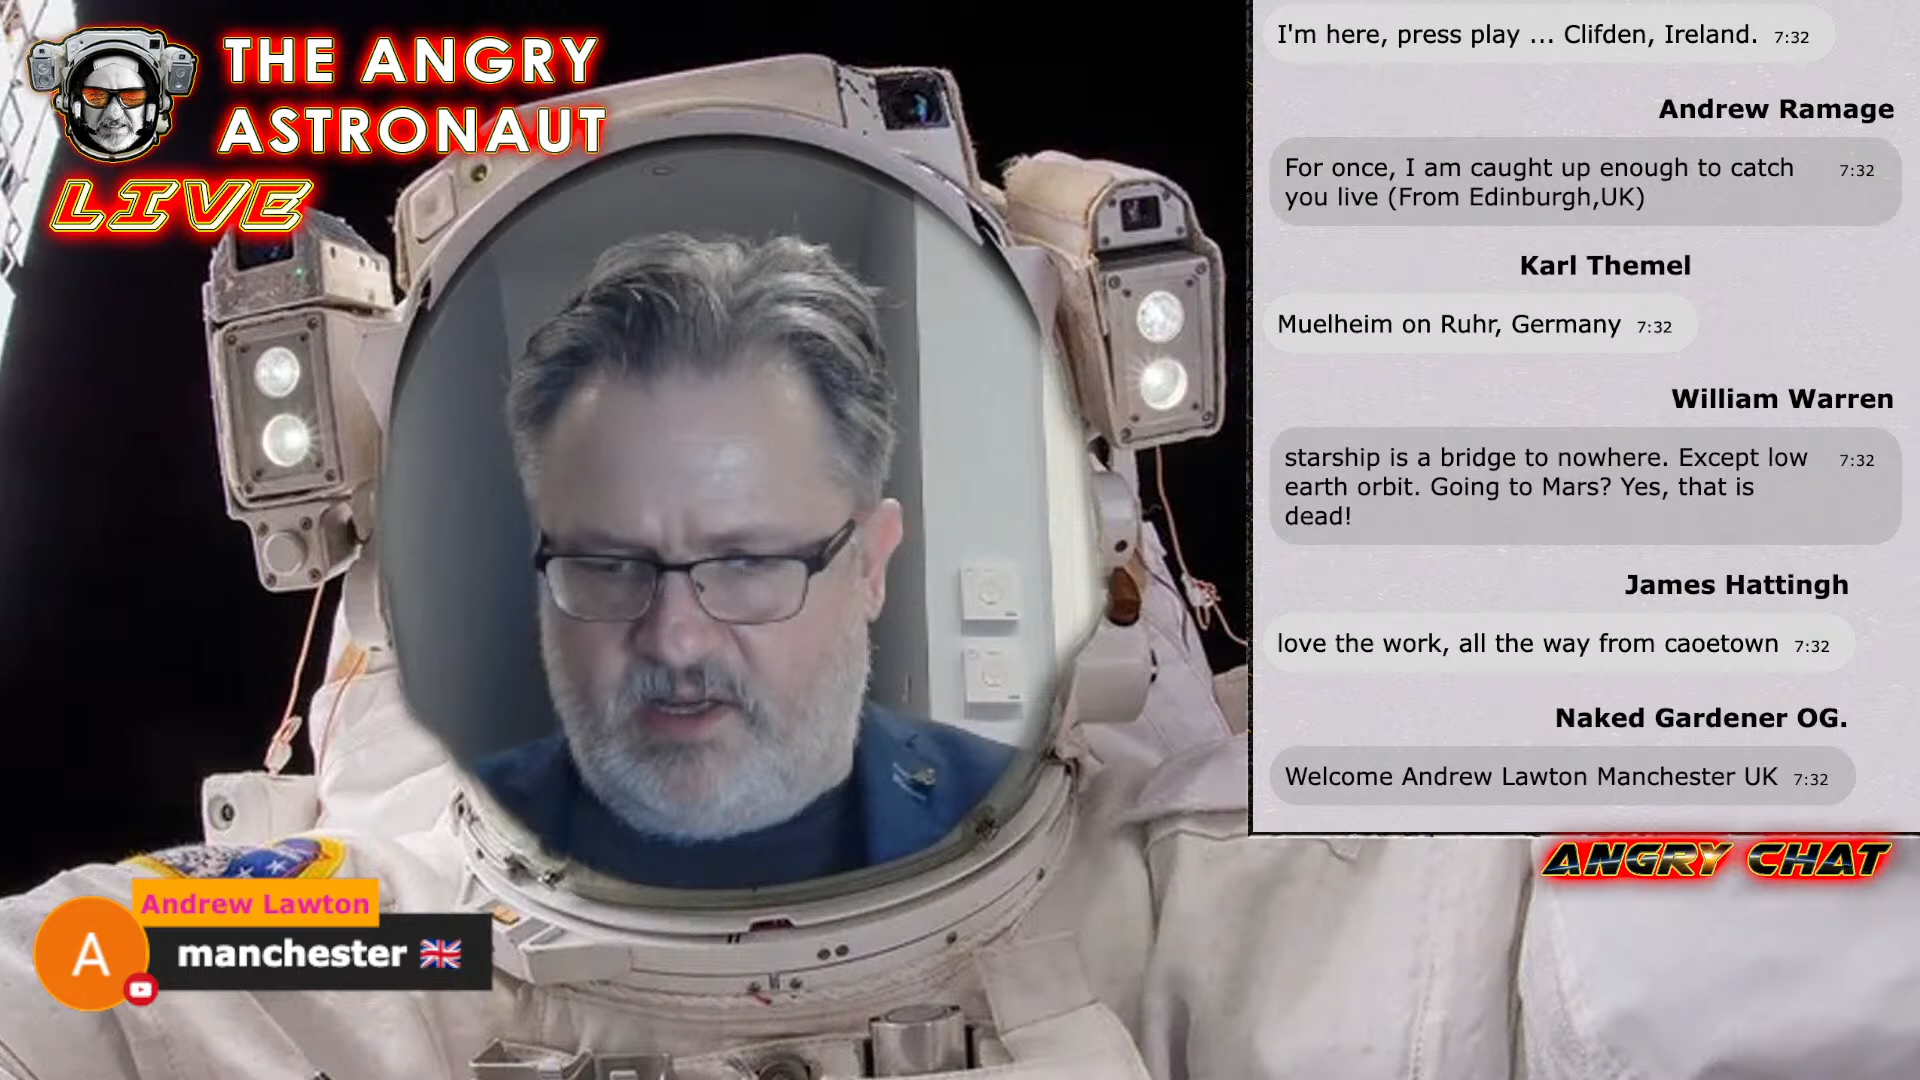 THE ANGRY
ASTRONAUT
LIVE
I'm here, press play ... Clifden, Ireland. 7:32
Andrew Ramage
For once, I am caught up enough to catch 7:32
you live (From Edinburgh,UK)
Karl Themel
Muelheim on Ruhr, Germany 7:32
William Warren
starship is a bridge to nowhere. Except low 7:32
earth orbit. Going to Mars? Yes, that is
dead!
James Hattingh
love the work, all the way from caoetown 7:32
Naked Gardener OG.
Welcome Andrew Lawton Manchester UK 7:32
ANGRY CHAT
Andrew Lawton
A
manchester 🇬🇧